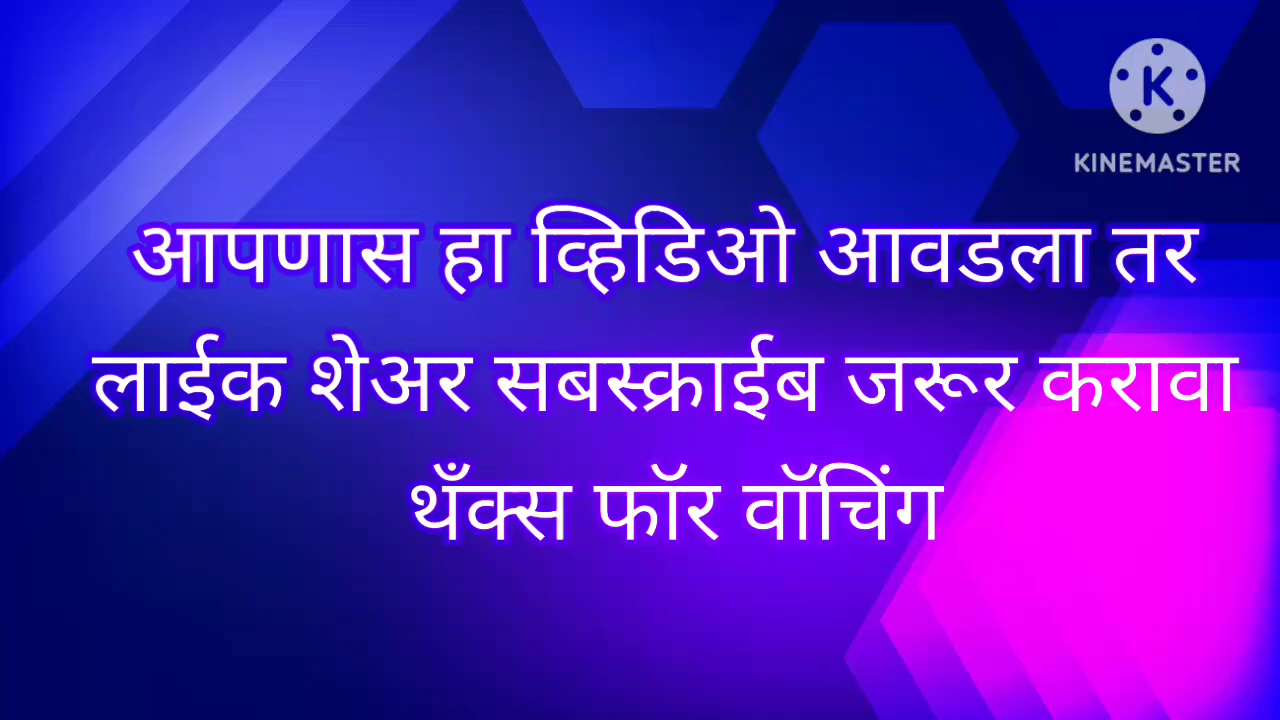 KINEMASTER
आपणास हा व्हिडिओ आवडला तर
लाईक शेअर सबस्क्राईब जरूर करावा
थँक्स फॉर वॉचिंग